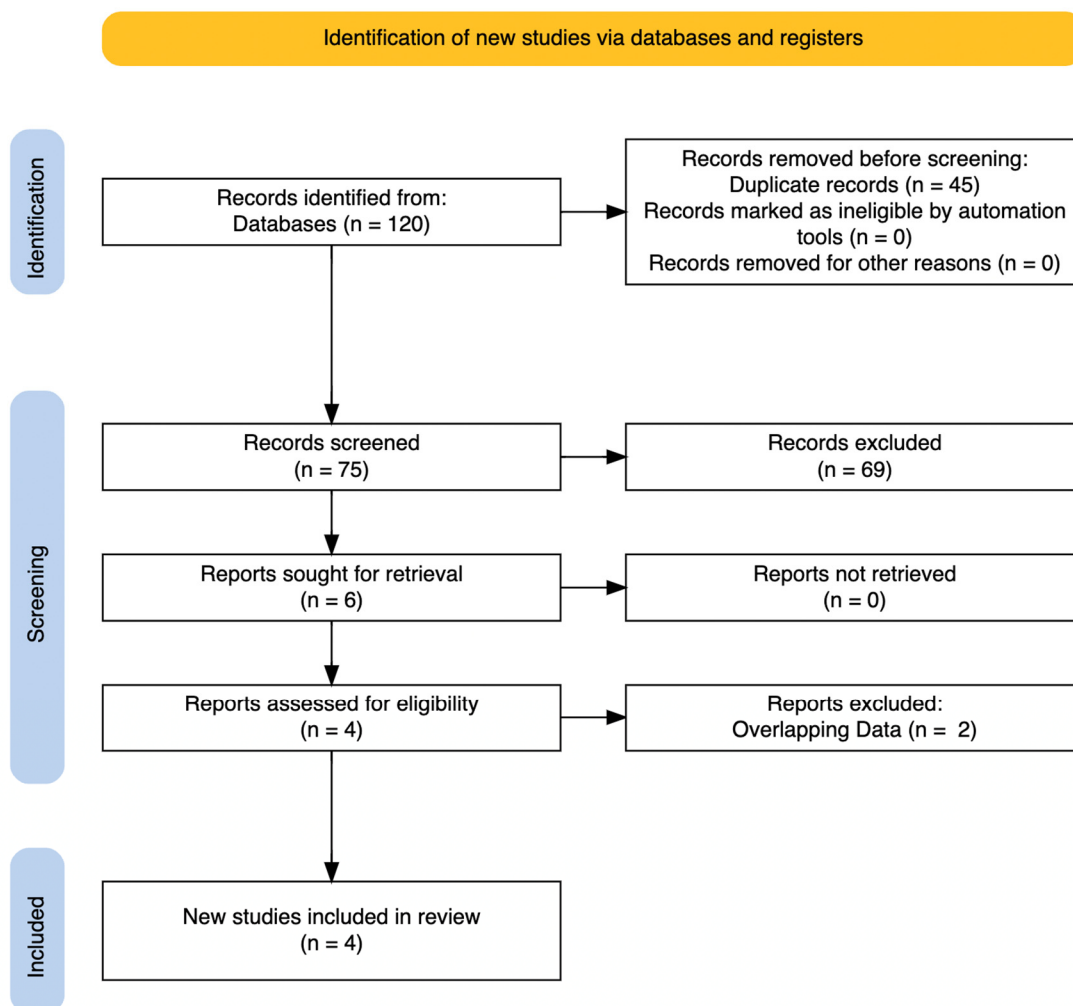 Identification of new studies via databases and registers
Identification
Records identified from:
Databases (n = 120)
Records removed before screening:
Duplicate records (n = 45)
Records marked as ineligible by automation
tools (n = 0)
Records removed for other reasons (n = 0)
Screening
Records screened
(n = 75)
Records excluded
(n = 69)
Reports sought for retrieval
(n = 6)
Reports not retrieved
(n = 0)
Reports assessed for eligibility
(n = 4)
Reports excluded:
Overlapping Data (n =  2)
Included
New studies included in review
(n = 4)